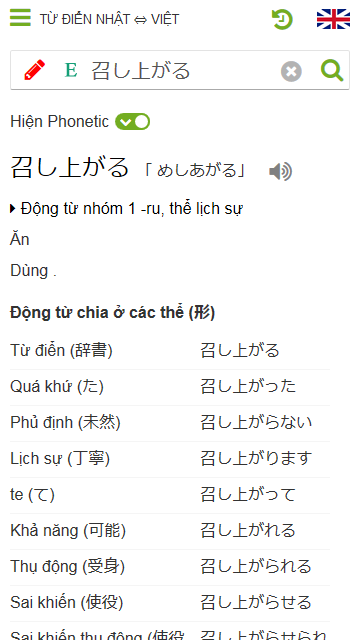 TỪ ĐIỂN NHẬT ⇔ VIỆT
E 召し上がる
Hiện Phonetic
召し上がる 「 めしあがる」
Động từ nhóm 1 -ru, thể lịch sự
Ăn
Dùng .
Động từ chia ở các thể (形)
Từ điển (辞書) 召し上がる
Quá khứ (た) 召し上がった
Phủ định (未然) 召し上がらない
Lịch sự (丁寧) 召し上がります
te (て) 召し上がって
Khả năng (可能) 召し上がれる
Thụ động (受身) 召し上がられる
Sai khiến (使役) 召し上がらせる
Sai khiến thụ động (使役 召し上がらせられ